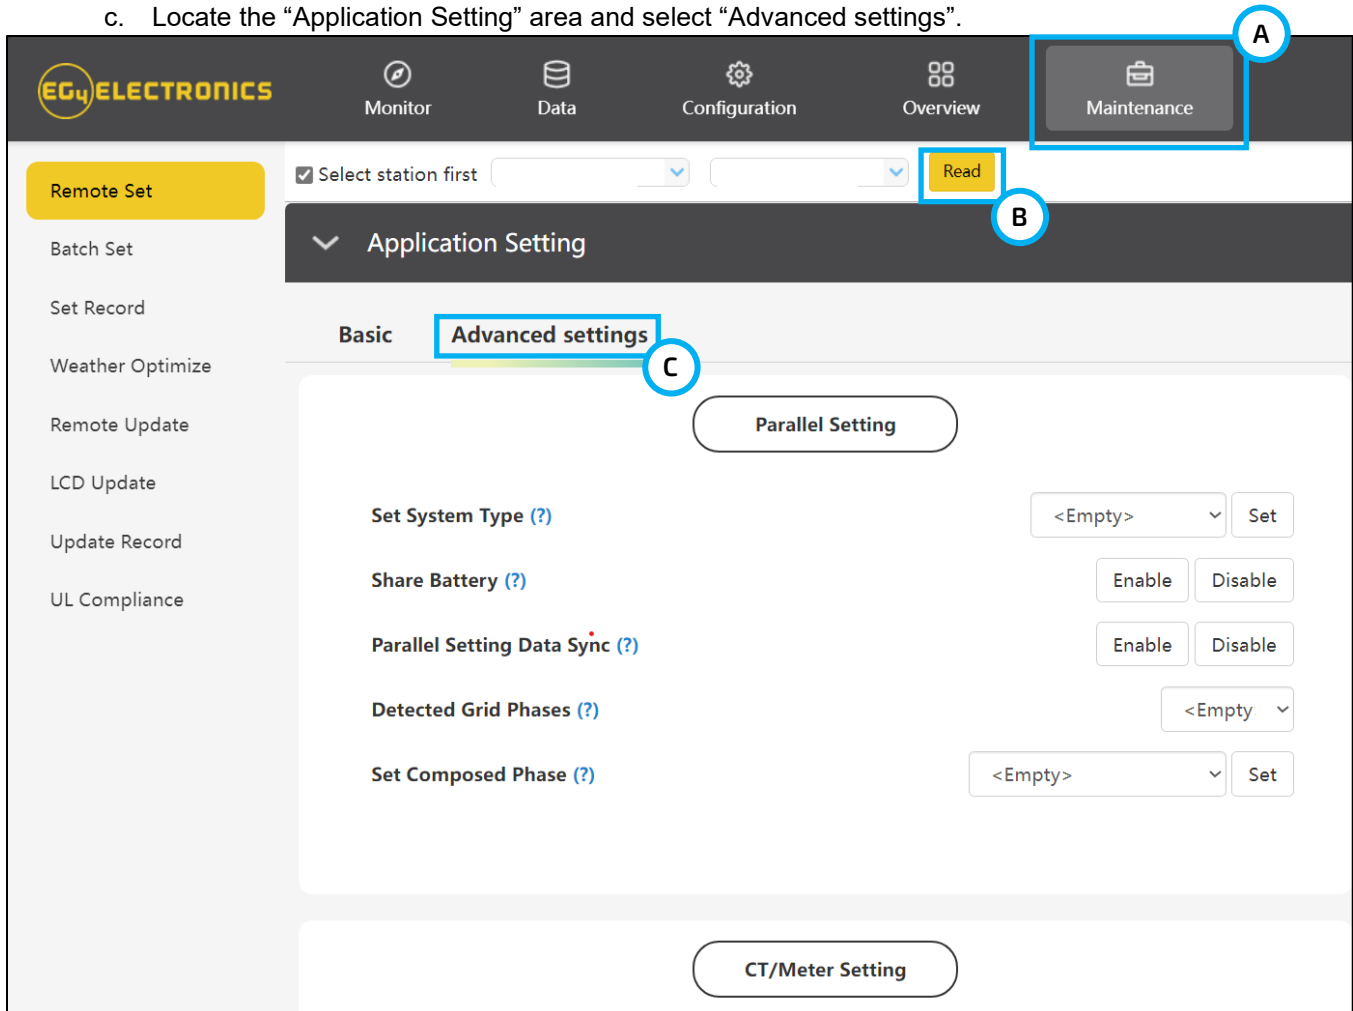 c. Locate the “Application Setting” area and select “Advanced settings”.
A
EG4 ELECTRONICS
Monitor
Data
Configuration
Overview
Maintenance
Remote Set
Batch Set
Set Record
Weather Optimize
Remote Update
LCD Update
Update Record
UL Compliance
Select station first
Read
B
Application Setting
Basic
Advanced settings
C
Parallel Setting
Set System Type (?)
<Empty>
Set
Share Battery (?)
Enable
Disable
Parallel Setting Data Sync (?)
Enable
Disable
Detected Grid Phases (?)
<Empty
Set Composed Phase (?)
<Empty>
Set
CT/Meter Setting